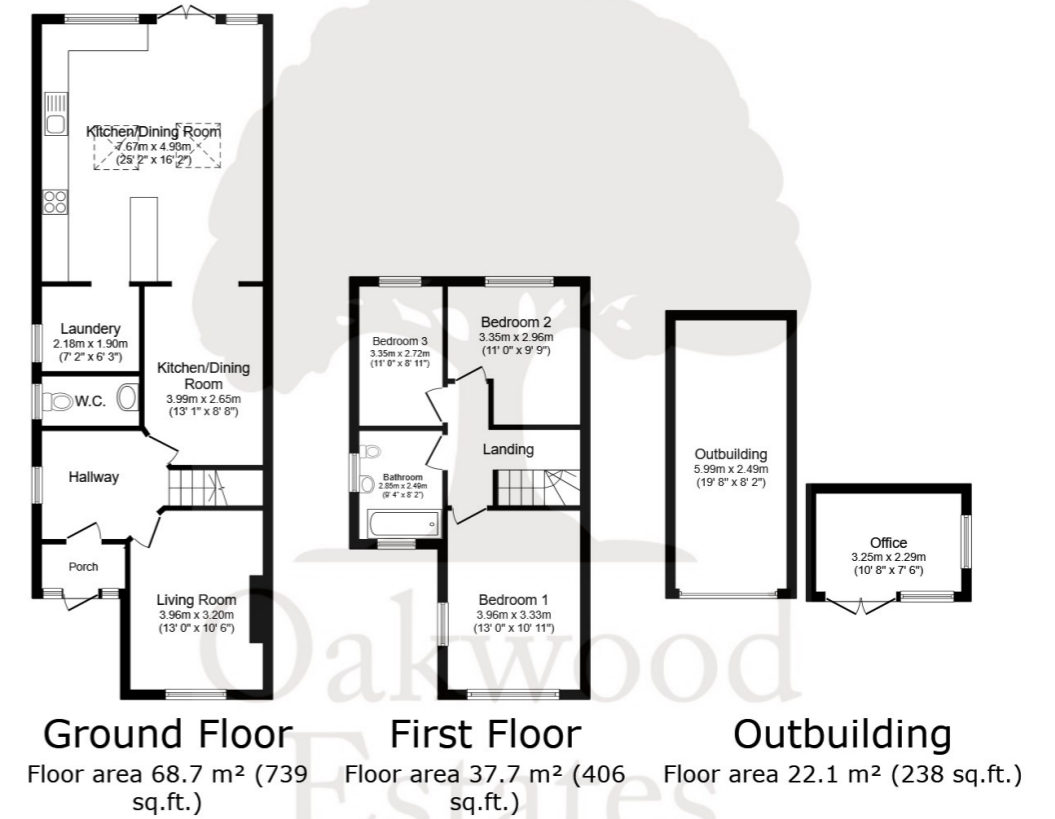 Kitchen/Dining Room
7.67m x 4.93m
(25' 2" x 16' 2")
Laundery
2.18m x 1.90m
(7' 2" x 6' 3")
Kitchen/Dining
Room
3.99m x 2.65m
(13' 1" x 8' 8")
W.C.
Hallway
Porch
Living Room
3.96m x 3.20m
(13' 0" x 10' 6")
Bedroom 3
3.35m x 2.72m
(11' 0" x 8' 11")
Bedroom 2
3.35m x 2.96m
(11' 0" x 9' 9")
Landing
Bathroom
2.85m x 2.49m
(9' 4" x 8' 2")
Bedroom 1
3.96m x 3.33m
(13' 0" x 10' 11")
Outbuilding
5.99m x 2.49m
(19' 8" x 8' 2")
Office
3.25m x 2.29m
(10' 8" x 7' 6")
Oakwood
Estates
Ground Floor
Floor area 68.7 m² (739
sq.ft.)
First Floor
Floor area 37.7 m² (406
sq.ft.)
Outbuilding
Floor area 22.1 m² (238 sq.ft.)